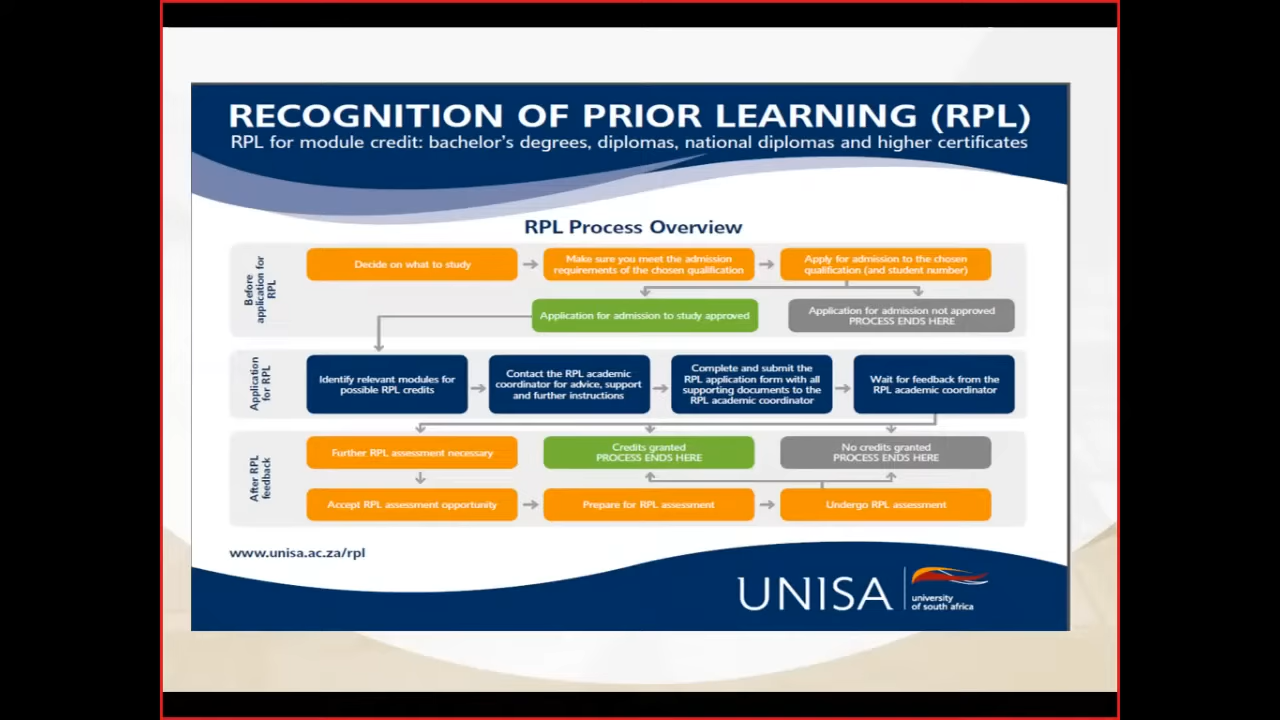 RECOGNITION OF PRIOR LEARNING (RPL)
RPL for module credit: bachelor's degrees, diplomas, national diplomas and higher certificates
RPL Process Overview
Before
application for
RPL
Decide on what to study
Make sure you meet the admission
requirements of the chosen qualification
Apply for admission to the chosen
qualification (and student number)
Application for admission to study approved
Application for admission not approved
PROCESS ENDS HERE
Application
for RPL
Identify relevant modules for
possible RPL credits
Contact the RPL academic
coordinator for advice, support
and further instructions
Complete and submit the
RPL application form with all
supporting documents to the
RPL academic coordinator
Wait for feedback from the
RPL academic coordinator
After RPL
feedback
Further RPL assessment necessary
Credits granted
PROCESS ENDS HERE
No credits granted
PROCESS ENDS HERE
Accept RPL assessment opportunity
Prepare for RPL assessment
Undergo RPL assessment
www.unisa.ac.za/rpl
UNISA
university
of south africa